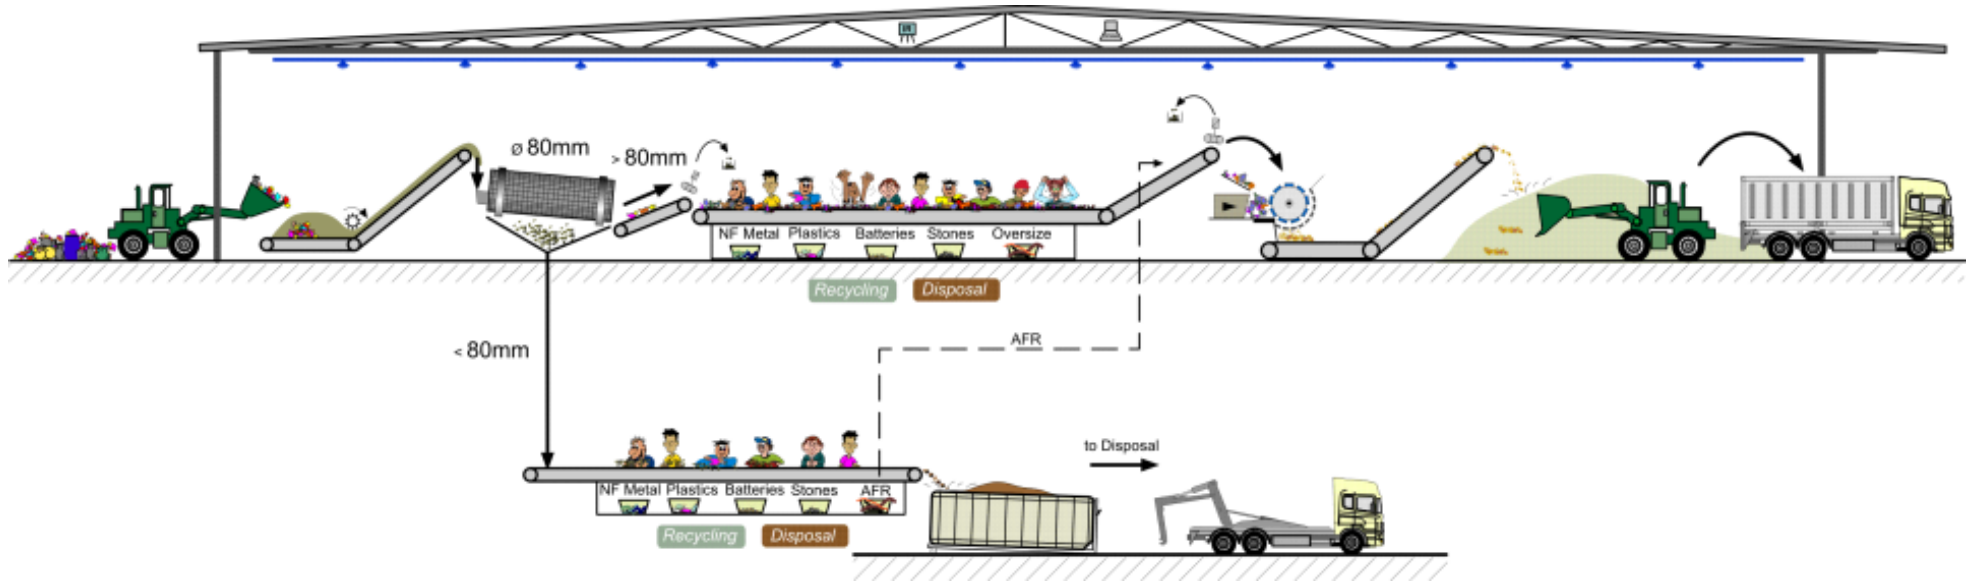 ø 80mm
> 80mm
NF Metal Plastics Batteries Stones Oversize
Recycling Disposal
< 80mm
AFR
to Disposal
NF Metal Plastics Batteries Stones AFR
Recycling Disposal